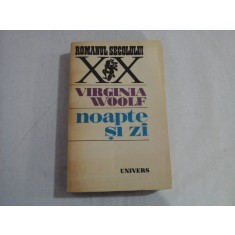 ROMANUL SECOLULUI
XX
VIRGINIA
WOOLF
noapte
și zi
UNIVERS